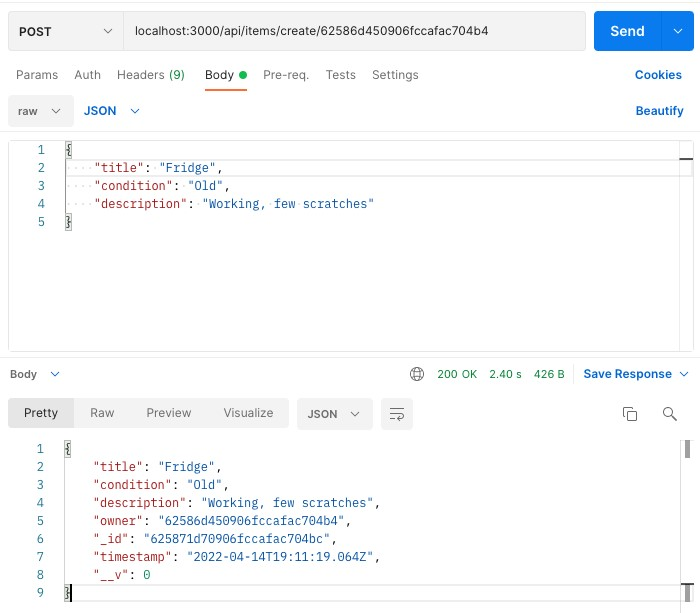 POST localhost:3000/api/items/create/62586d450906fccafac704b4 Send
Params Auth Headers (9) Body Pre-req. Tests Settings Cookies
raw JSON Beautify
1 {
2 "title": "Fridge",
3 "condition": "Old",
4 "description": "Working, few scratches"
5 }
Body 200 OK 2.40 s 426 B Save Response
Pretty Raw Preview Visualize JSON
1 {
2 "title": "Fridge",
3 "condition": "Old",
4 "description": "Working, few scratches",
5 "owner": "62586d450906fccafac704b4",
6 "_id": "625871d70906fccafac704bc",
7 "timestamp": "2022-04-14T19:11:19.064Z",
8 "__v": 0
9 }